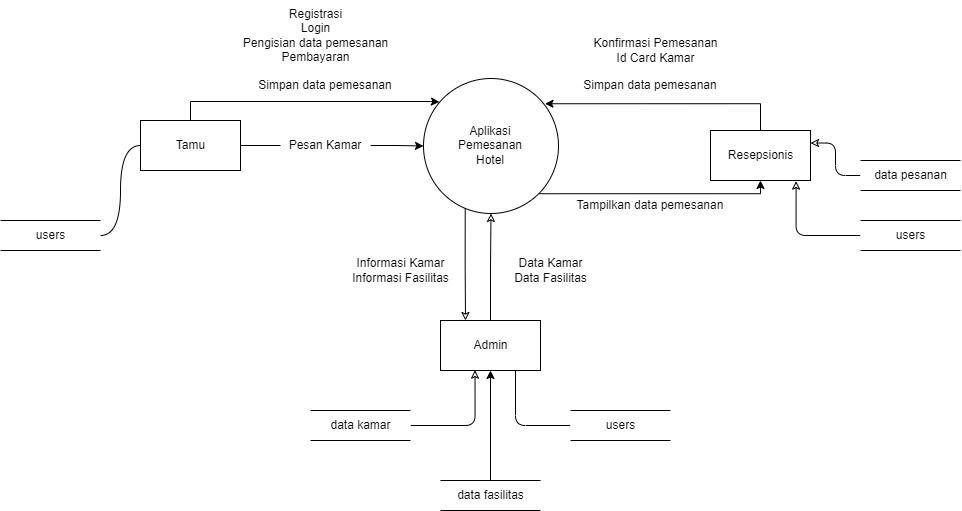 Registrasi
Login
Pengisian data pemesanan
Pembayaran
Simpan data pemesanan
Konfirmasi Pemesanan
Id Card Kamar
Simpan data pemesanan
Tamu
Pesan Kamar
Aplikasi
Pemesanan
Hotel
Resepsionis
data pesanan
Tampilkan data pemesanan
users
users
Informasi Kamar
Informasi Fasilitas
Data Kamar
Data Fasilitas
Admin
data kamar
users
data fasilitas